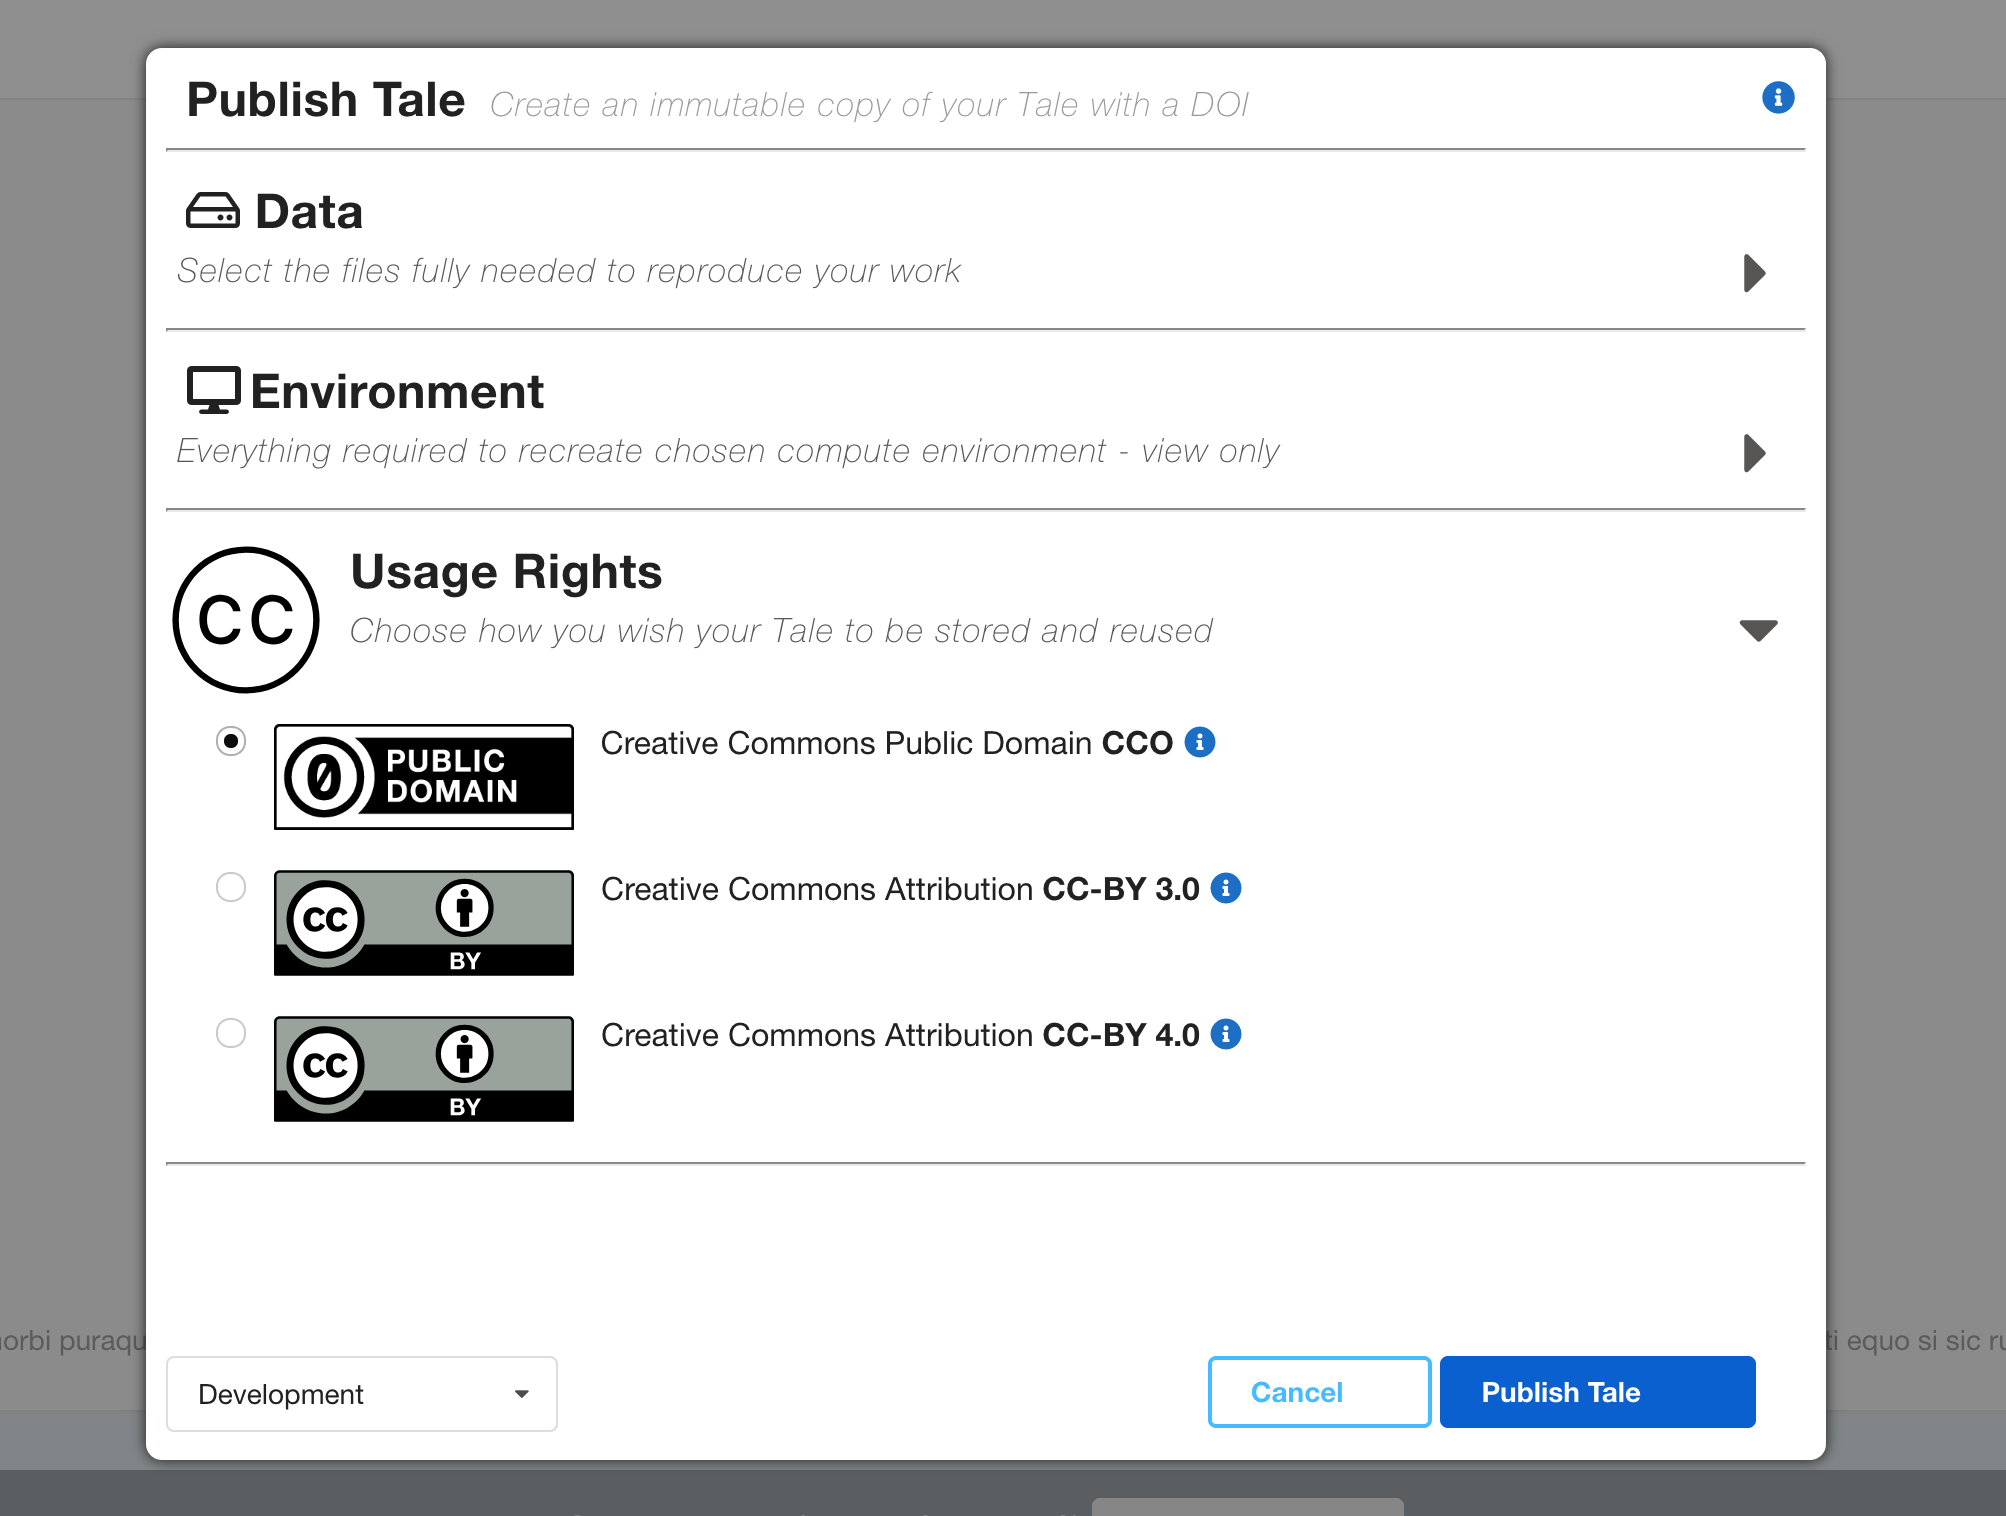 Publish Tale Create an immutable copy of your Tale with a DOI
Data
Select the files fully needed to reproduce your work
Environment
Everything required to recreate chosen compute environment - view only
CC
Usage Rights
Choose how you wish your Tale to be stored and reused
0 PUBLIC DOMAIN
Creative Commons Public Domain CCO
cc BY
Creative Commons Attribution CC-BY 3.0
cc BY
Creative Commons Attribution CC-BY 4.0
puraqu
equo si sic
Development
Cancel
Publish Tale